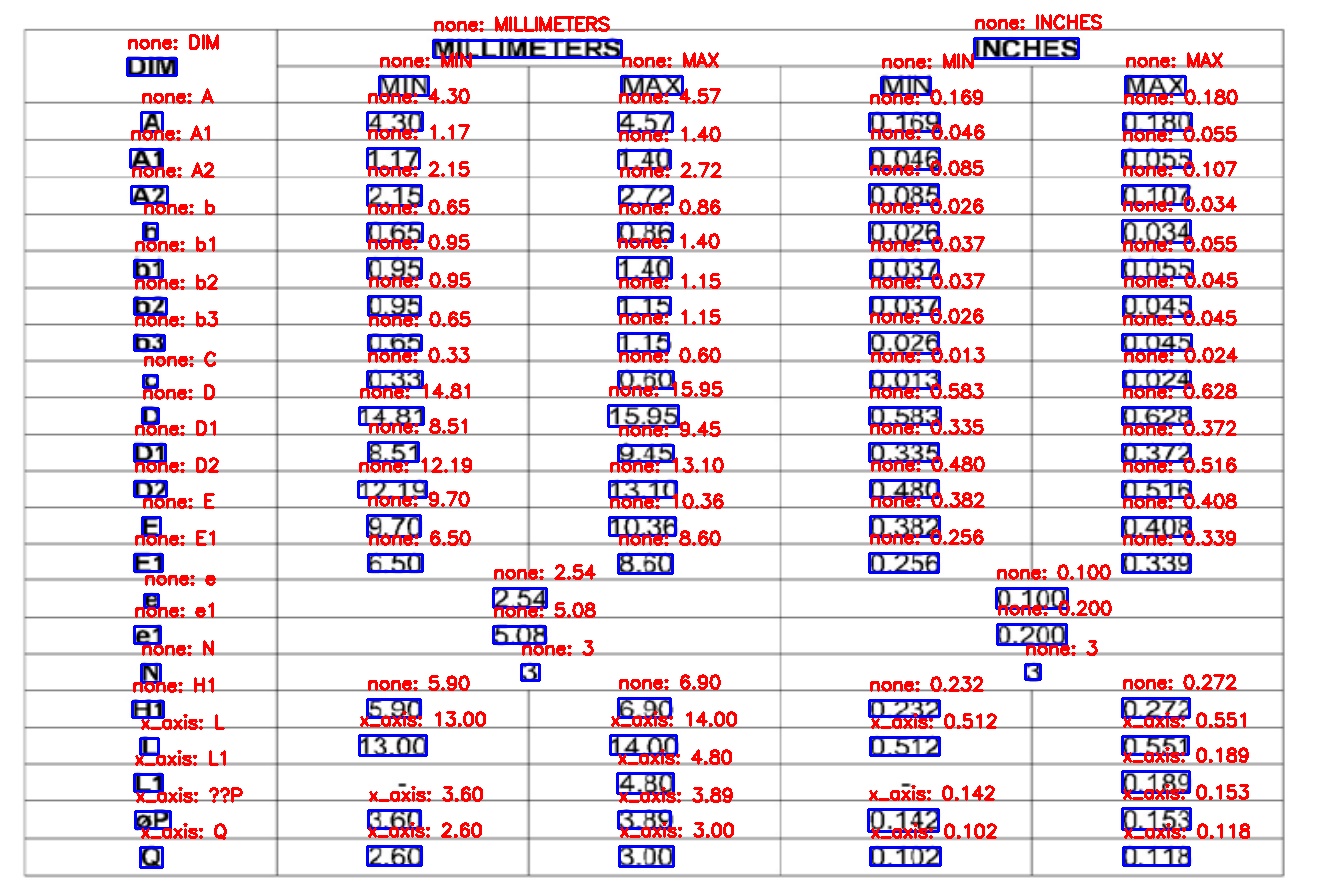 none: MILLIMETERS none: INCHES
none: DIM MILLIMETERS INCHES
DIM none: MIN none: MAX none: MIN none: MAX
MIN MAX MIN MAX
none: A none: 4.30 none: 4.57 none: 0.169 none: 0.180
A 4.30 4.57 0.169 0.180
none: A1 none: 1.17 none: 1.40 none: 0.046 none: 0.055
A1 1.17 1.40 0.046 0.055
none: A2 none: 2.15 none: 2.72 none: 0.085 none: 0.107
A2 2.15 2.72 0.085 0.107
none: b none: 0.65 none: 0.86 none: 0.026 none: 0.034
b 0.65 0.86 0.026 0.034
none: b1 none: 0.95 none: 1.40 none: 0.037 none: 0.055
b1 0.95 1.40 0.037 0.055
none: b2 none: 0.95 none: 1.15 none: 0.037 none: 0.045
b2 0.95 1.15 0.037 0.045
none: b3 none: 0.65 none: 1.15 none: 0.026 none: 0.045
b3 0.65 1.15 0.026 0.045
none: C none: 0.33 none: 0.60 none: 0.013 none: 0.024
c 0.33 0.60 0.013 0.024
none: D none: 14.81 none: 15.95 none: 0.583 none: 0.628
D 14.81 15.95 0.583 0.628
none: D1 none: 8.51 none: 9.45 none: 0.335 none: 0.372
D1 8.51 9.45 0.335 0.372
none: D2 none: 12.19 none: 13.10 none: 0.480 none: 0.516
D2 12.19 13.10 0.480 0.516
none: E none: 9.70 none: 10.36 none: 0.382 none: 0.408
E 9.70 10.36 0.382 0.408
none: E1 none: 6.50 none: 8.60 none: 0.256 none: 0.339
E1 6.50 8.60 0.256 0.339
none: e none: 2.54 none: 0.100
e 2.54 0.100
none: e1 none: 5.08 none: 0.200
e1 5.08 0.200
none: N none: 3 none: 3
N 3 3
none: H1 none: 5.90 none: 6.90 none: 0.232 none: 0.272
H1 5.90 6.90 0.232 0.272
x_axis: L x_axis: 13.00 x_axis: 14.00 x_axis: 0.512 x_axis: 0.551
L 13.00 14.00 0.512 0.551
x_axis: L1 x_axis: 4.80 x_axis: 0.189
L1 - 4.80 - 0.189
x_axis: ??P x_axis: 3.60 x_axis: 3.89 x_axis: 0.142 x_axis: 0.153
øP 3.60 3.89 0.142 0.153
x_axis: Q x_axis: 2.60 x_axis: 3.00 x_axis: 0.102 x_axis: 0.118
Q 2.60 3.00 0.102 0.118